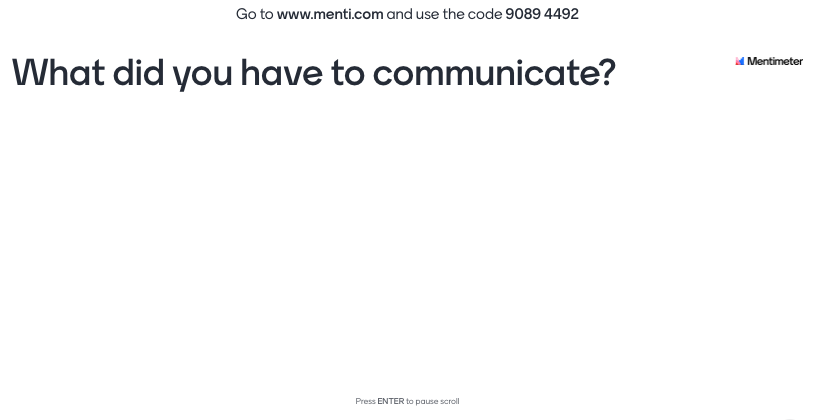 Go to www.menti.com and use the code 9089 4492
What did you have to communicate?
Mentimeter
Press ENTER to pause scroll